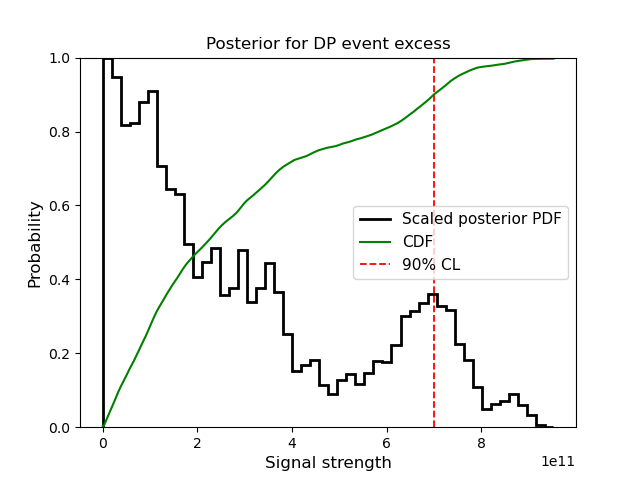 Posterior for DP event excess
1.0
0.8
0.6
0.4
0.2
0.0
Probability
Scaled posterior PDF
CDF
90% CL
0 2 4 6 8
1e11
Signal strength